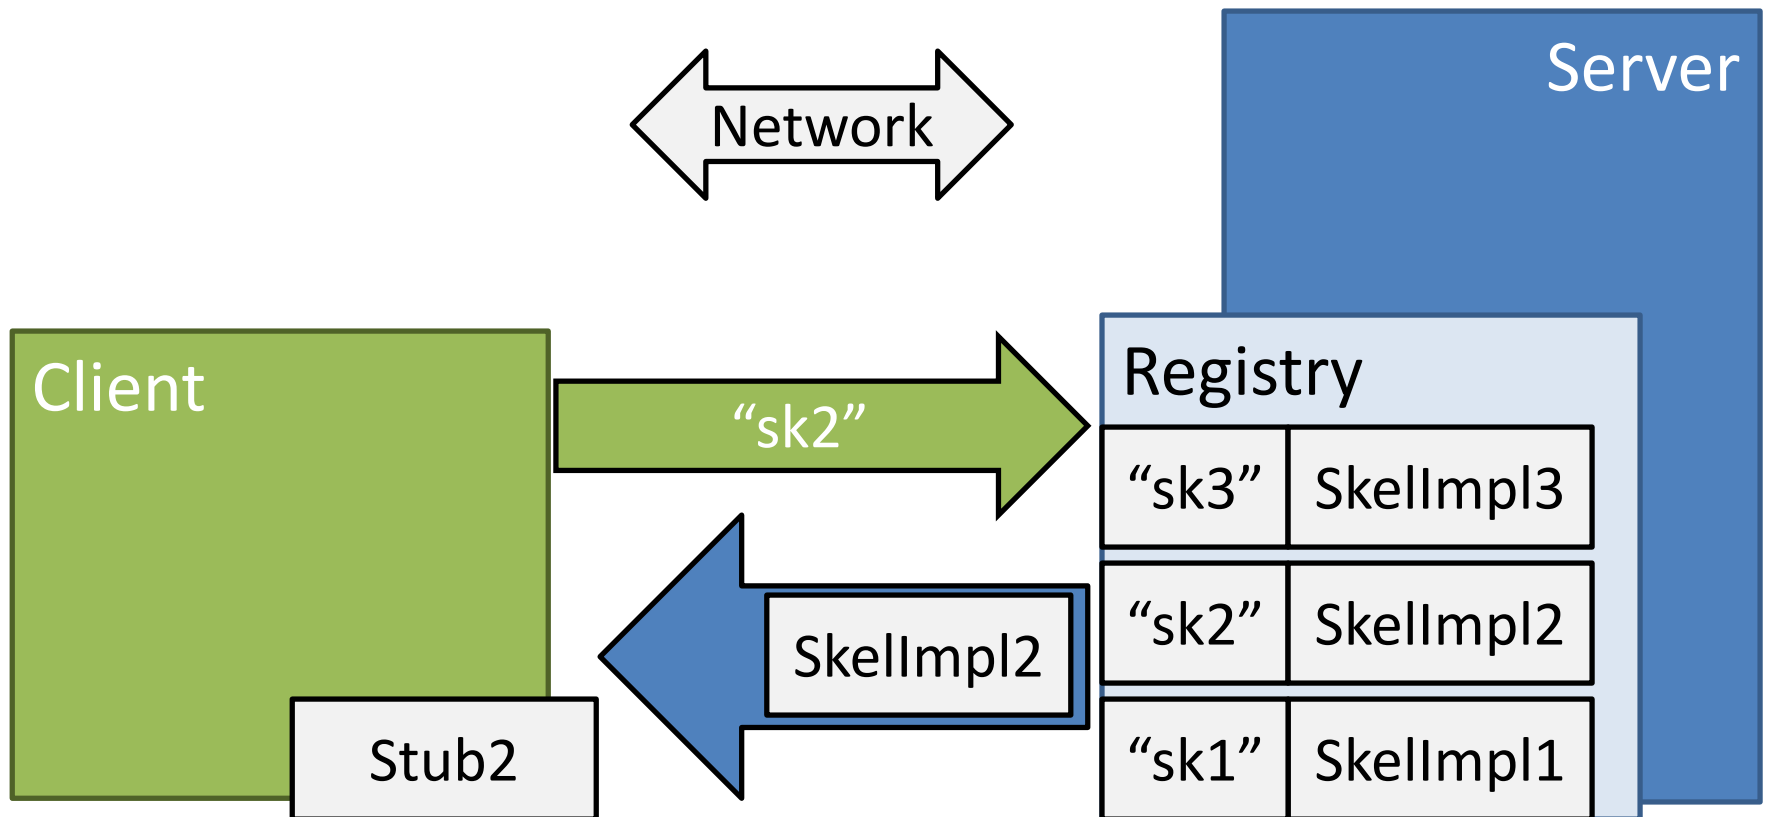 Server
Network
Client
Registry
“sk2”
“sk3” SkelImpl3
“sk2” SkelImpl2
SkelImpl2
“sk1” SkelImpl1
Stub2